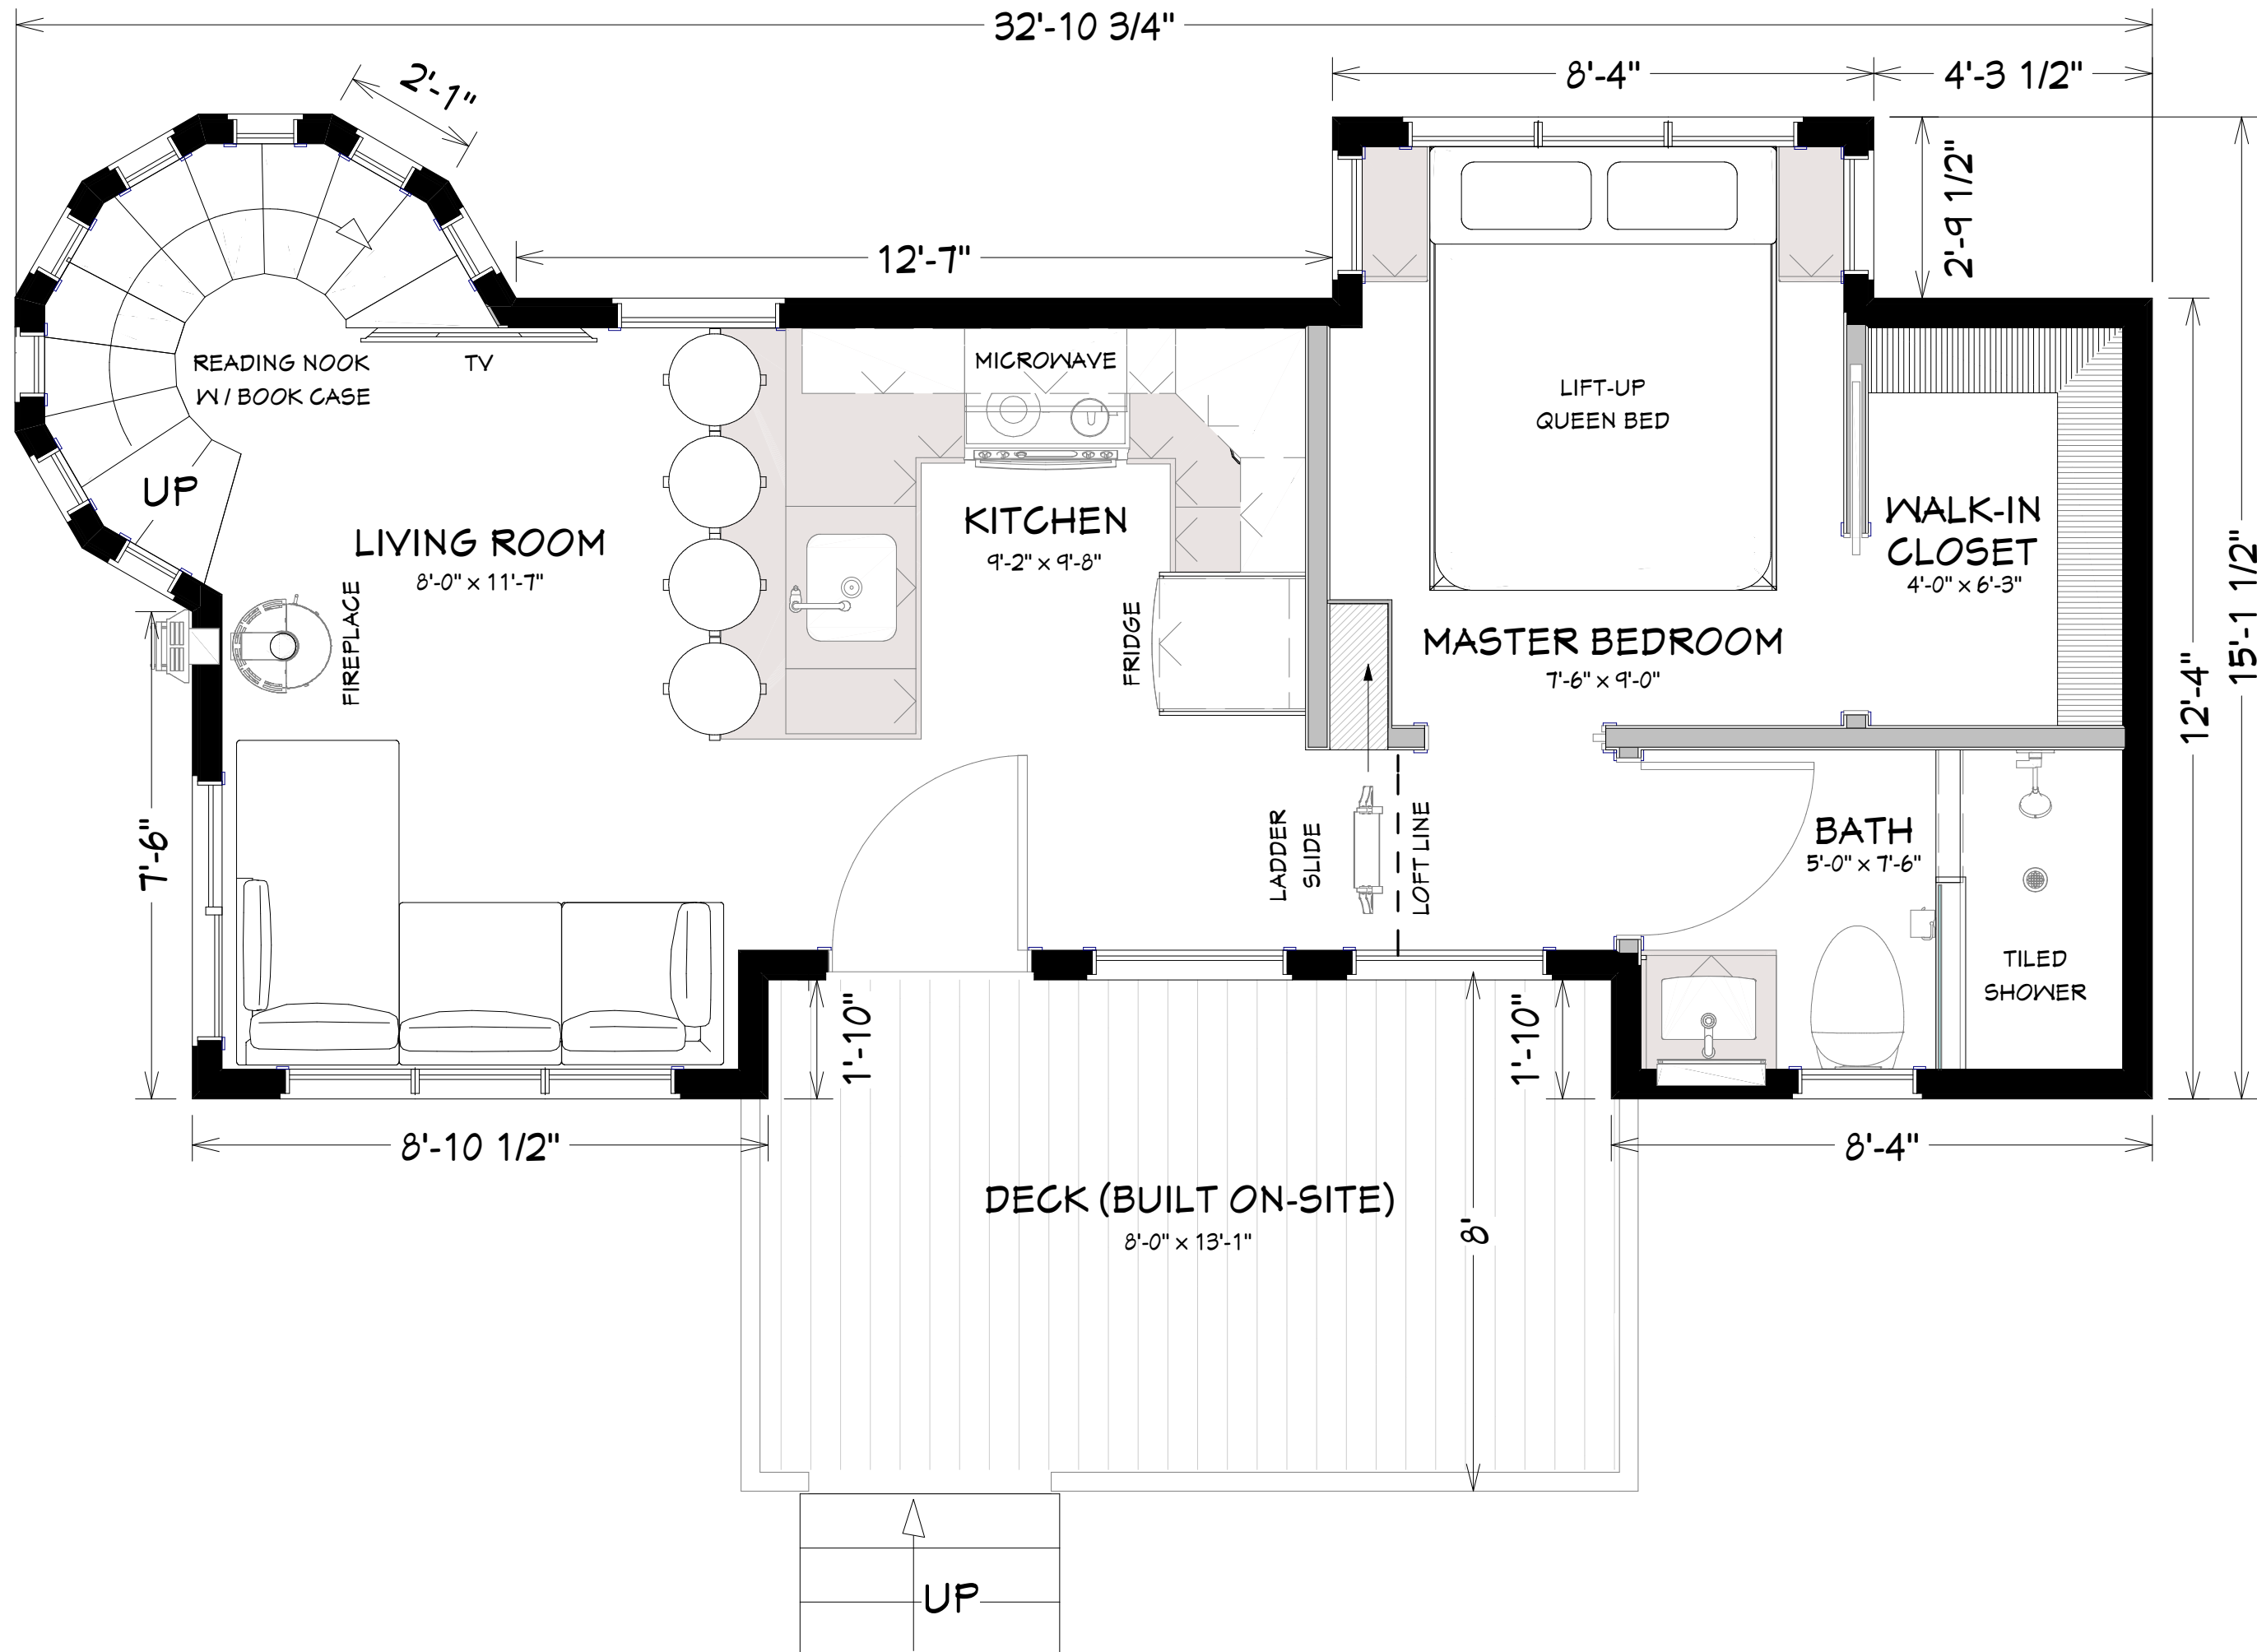 32'-10 3/4"
2'-1"
8'-4"
4'-3 1/2"
2'-9 1/2"
12'-7"
READING NOOK
W/ BOOK CASE
TV
MICROWAVE
LIFT-UP
QUEEN BED
UP
LIVING ROOM
8'-0" x 11'-7"
KITCHEN
9'-2" x 9'-8"
WALK-IN
CLOSET
4'-0" x 6'-3"
FIREPLACE
FRIDGE
MASTER BEDROOM
7'-6" x 9'-0"
12'-4"
15'-1 1/2"
7'-6"
LADDER
SLIDE
LOFT LINE
BATH
5'-0" x 7'-6"
TILED
SHOWER
1'-10"
1'-10"
8'-10 1/2"
8'-4"
DECK (BUILT ON-SITE)
8'-0" x 13'-1"
8'
UP